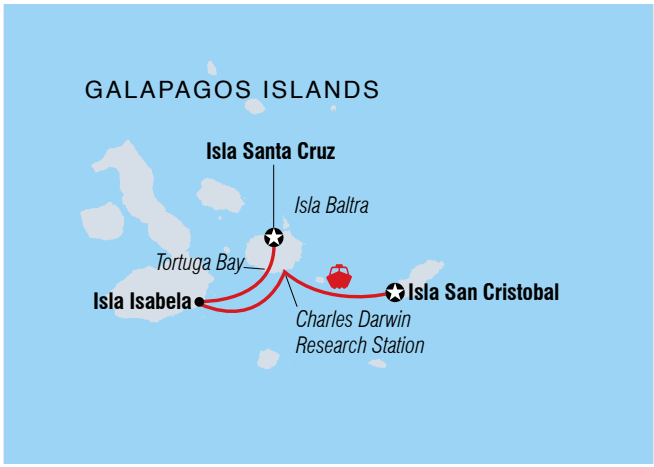 GALAPAGOS ISLANDS
Isla Santa Cruz
Isla Baltra
Tortuga Bay
Isla Isabela
Isla San Cristobal
Charles Darwin
Research Station